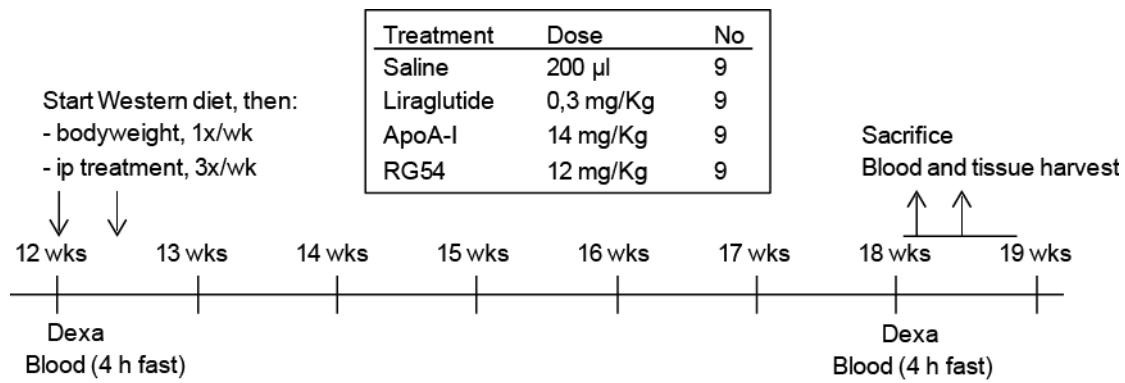 Treatment Dose No
Saline 200 µl 9
Liraglutide 0,3 mg/Kg 9
ApoA-I 14 mg/Kg 9
RG54 12 mg/Kg 9
Start Western diet, then:
- bodyweight, 1x/wk
- ip treatment, 3x/wk
Sacrifice
Blood and tissue harvest
12 wks 13 wks 14 wks 15 wks 16 wks 17 wks 18 wks 19 wks
Dexa
Blood (4 h fast)
Dexa
Blood (4 h fast)